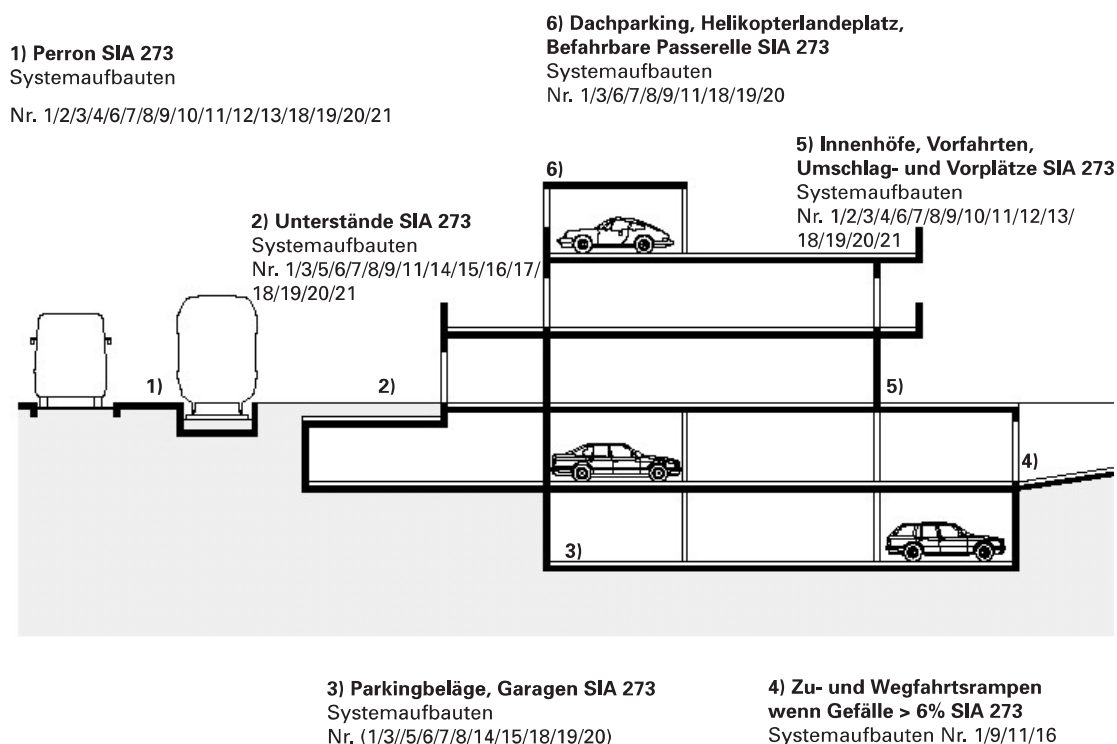 1) Perron SIA 273
Systemaufbauten
Nr. 1/2/3/4/6/7/8/9/10/11/12/13/18/19/20/21
6) Dachparking, Helikopterlandeplatz,
Befahrbare Passerelle SIA 273
Systemaufbauten
Nr. 1/3/6/7/8/9/11/18/19/20
5) Innenhöfe, Vorfahrten,
Umschlag- und Vorplätze SIA 273
Systemaufbauten
Nr. 1/2/3/4/6/7/8/9/10/11/12/13/
18/19/20/21
6)
2) Unterstände SIA 273
Systemaufbauten
Nr. 1/3/5/6/7/8/9/11/14/15/16/17/
18/19/20/21
1)
2)
5)
4)
3)
3) Parkingbeläge, Garagen SIA 273
Systemaufbauten
Nr. (1/3//5/6/7/8/14/15/18/19/20)
4) Zu- und Wegfahrtsrampen
wenn Gefälle > 6% SIA 273
Systemaufbauten Nr. 1/9/11/16